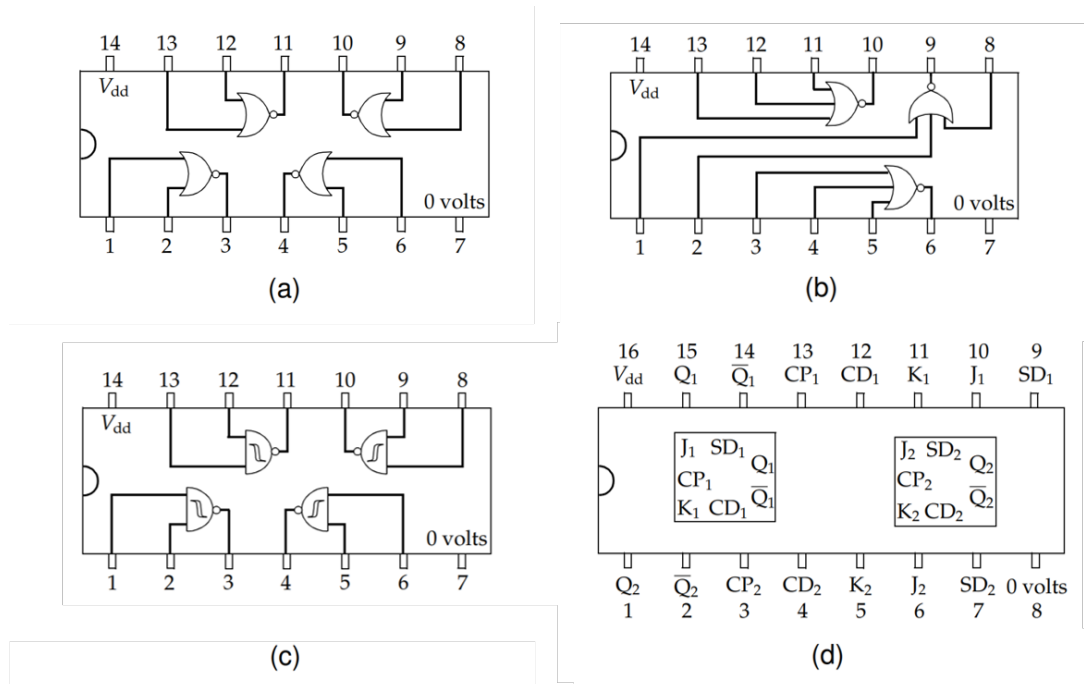 14 13 12 11 10 9 8
Vdd
0 volts
1 2 3 4 5 6 7
(a)
14 13 12 11 10 9 8
Vdd
0 volts
1 2 3 4 5 6 7
(b)
14 13 12 11 10 9 8
Vdd
0 volts
1 2 3 4 5 6 7
(c)
16 15 14 13 12 11 10 9
Vdd Q₁ Q̅₁ CP₁ CD₁ K₁ J₁ SD₁
J₁ SD₁
Q₁
CP₁
Q̅₁
K₁ CD₁
J₂ SD₂
Q₂
CP₂
Q̅₂
K₂ CD₂
Q₂ Q̅₂ CP₂ CD₂ K₂ J₂ SD₂ 0 volts
1 2 3 4 5 6 7 8
(d)